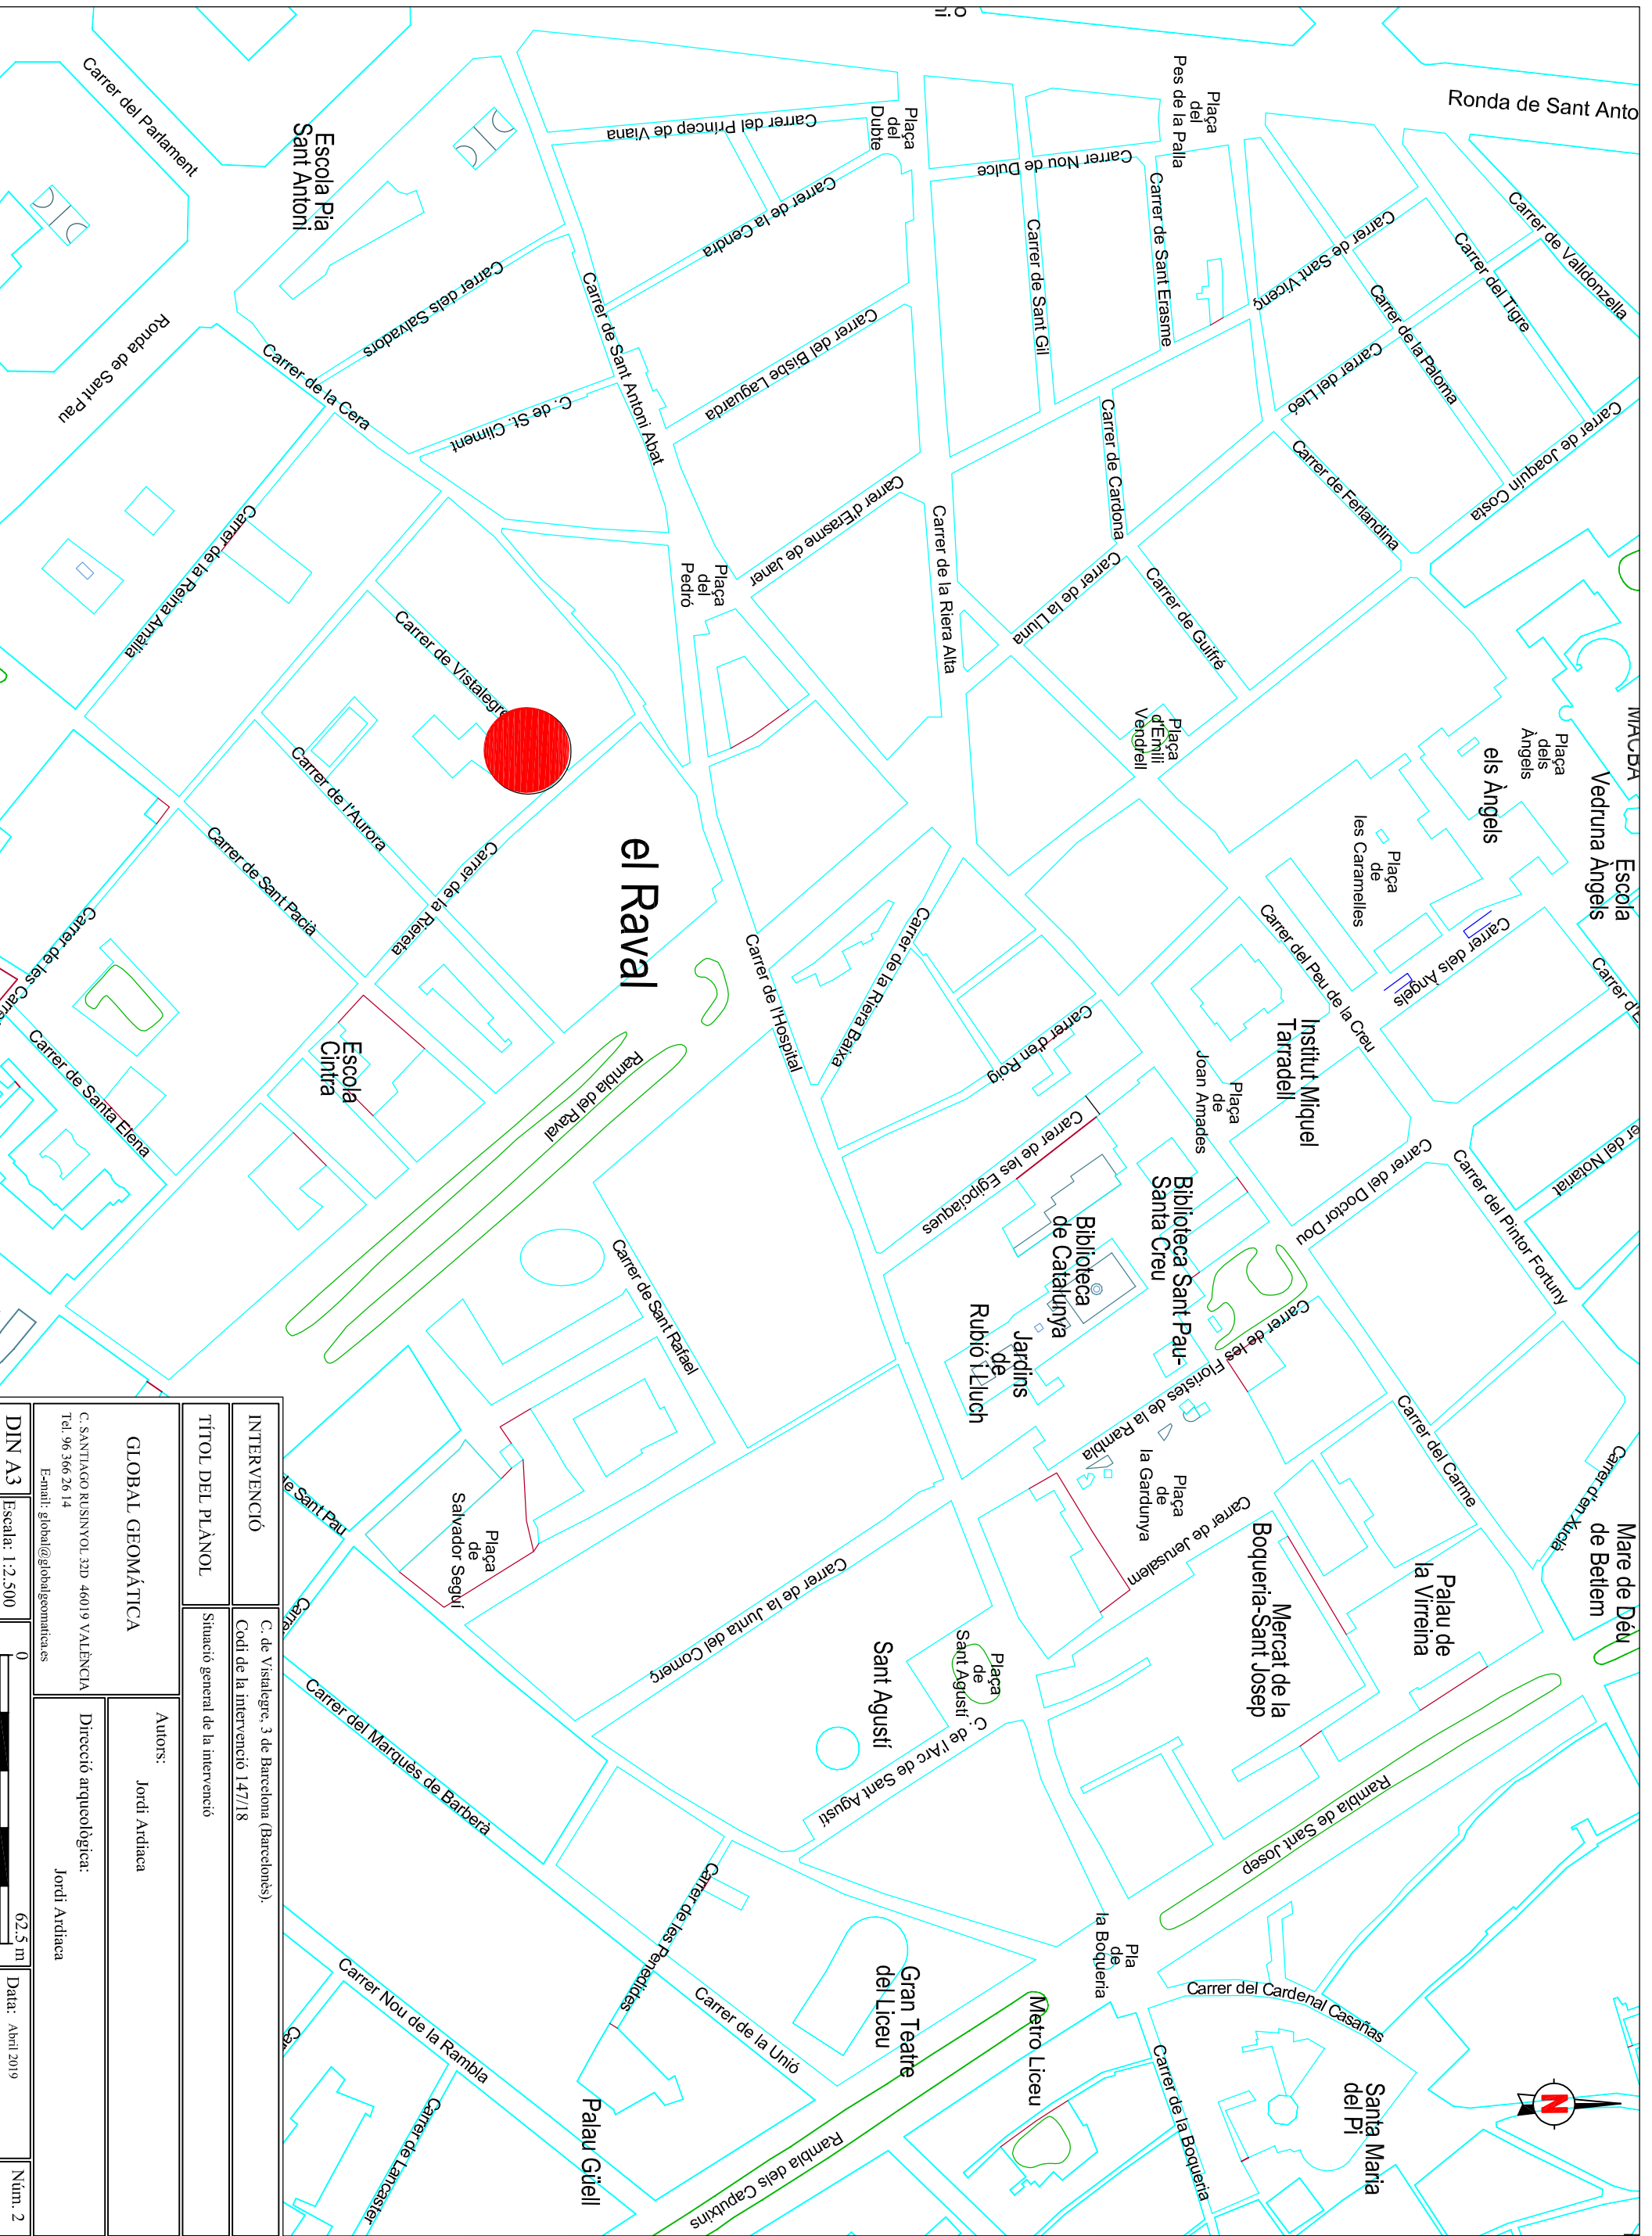 Ronda de Sant Anto
Carrer de Valldonzella
Carrer del Tigre
Carrer de la Paloma
Carrer de Sant Vicenç
Carrer del Lleó
Carrer de Joaquín Costa
Carrer de Ferlandina
Plaça
del
Pes de la Palla
Carrer Nou de Dulce
Carrer de Sant Erasme
Carrer de Sant Gil
Carrer de Cardona
Carrer de la Lluna
Carrer de Guifré
Carrer de la Riera Alta
Plaça
del
Dubte
Carrer del Príncep de Viana
Carrer de la Cendra
Carrer del Bisbe Laguarda
Carrer d'Erasme de Janer
Carrer de Sant Antoni Abat
Carrer dels Salvadors
C. de St. Climent
Carrer de la Cera
Escola Pia
Sant Antoni
Carrer del Parlament
Ronda de Sant Pau
Carrer de la Reina Amàlia
Plaça
del
Pedró
Carrer de Vistalegre
Carrer de l'Aurora
Carrer de la Riereta
Carrer de Sant Pacià
Carrer de les Carre
Carrer de Santa Elena
Escola
Cintra
el Raval
Rambla del Raval
Carrer de l'Hospital
Carrer de la Riera Baixa
Carrer d'en Roig
Carrer de les Egipcíaques
Plaça
d'Emili
Vendrell
MACBA
Plaça
dels
Àngels
els Àngels
Escola
Vedruna Àngels
Plaça
de
les Caramelles
Carrer dels Àngels
Carrer d'E
Carrer del Peu de la Creu
Institut Miquel
Tarradell
Plaça
de
Joan Amades
Carrer del Doctor Dou
er del Notariat
Carrer del Pintor Fortuny
Biblioteca Sant Pau-
Santa Creu
Biblioteca
de Catalunya
Jardins
de
Rubió i Lluch
Carrer de les Floristes de la Rambla
Carrer del Carme
Carrer d'en Xuclà
Plaça
de
la Gardunya
Carrer de Jerusalem
Mercat de la
Boqueria-Sant Josep
Palau de
la Virreina
Mare de Déu
de Betlem
Carrer de Sant Rafael
Plaça
de
Salvador Seguí
de Sant Pau
Carre
Carrer de la Junta del Comerç
Sant Agustí
Plaça
de
Sant Agustí
C. de l'Arc de Sant Agustí
Rambla de Sant Josep
Pla
de
la Boqueria
Carrer del Marquès de Barberà
Carrer de les Penedides
Carrer de la Unió
Carrer Nou de la Rambla
Carrer de Lancaster
Palau Güell
Gran Teatre
del Liceu
Metro Liceu
Rambla dels Caputxins
Carrer del Cardenal Casañas
Carrer de la Boqueria
Santa Maria
del Pi
N
INTERVENCIÓ
C. de Vistalegre, 3 de Barcelona (Barcelonès).
Codi de la intervenció 147/18
TÍTOL DEL PLÀNOL
Situació general de la intervenció
GLOBAL GEOMÁTICA
C. SANTIAGO RUSINYOL 32D 46019 VALÈNCIA
Tel. 96 366 26 14
E-mail: global@globalgeomatica.es
Autors:
Jordi Ardiaca
Direcció arqueològica:
Jordi Ardiaca
DIN A3
Escala: 1:2.500
0
62.5 m
Data: Abril 2019
Núm. 2